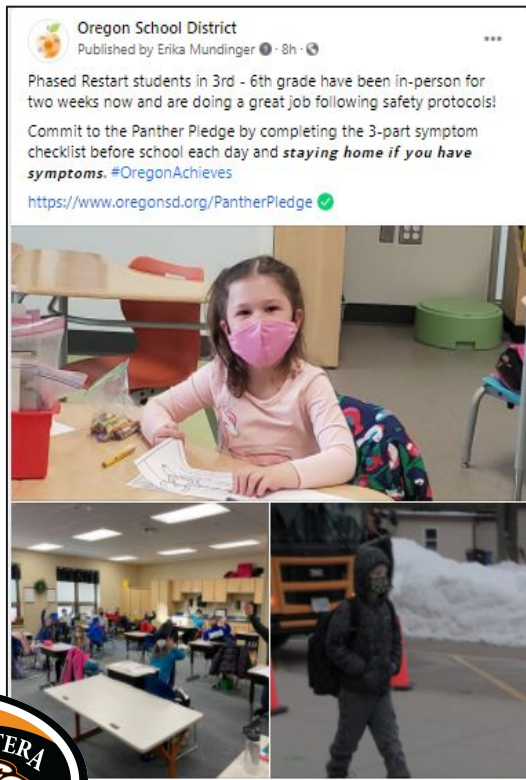 Oregon School District
Published by Erika Mundinger · 8h ·
Phased Restart students in 3rd - 6th grade have been in-person for
two weeks now and are doing a great job following safety protocols!
Commit to the Panther Pledge by completing the 3-part symptom
checklist before school each day and staying home if you have
symptoms. #OregonAchieves
https://www.oregonsd.org/PantherPledge